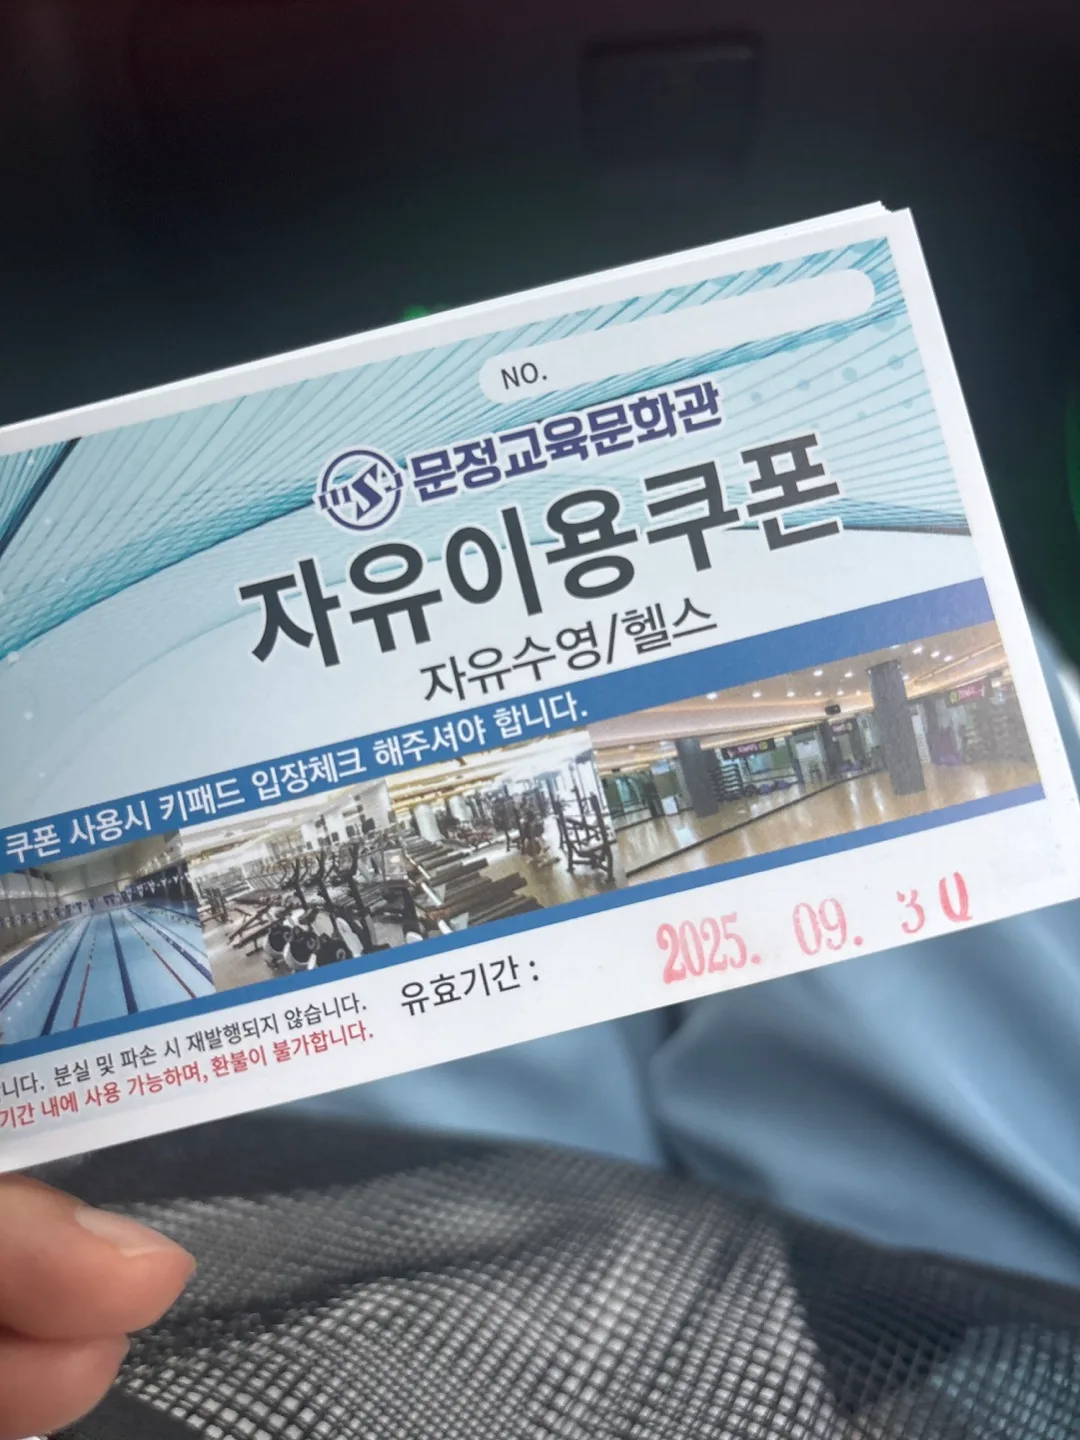 NO.
문정교육문화관
자유이용쿠폰
자유수영/헬스
쿠폰 사용시 키패드 입장체크 해주셔야 합니다.
니다. 분실 및 파손 시 재발행되지 않습니다.
기간 내에 사용 가능하며, 환불이 불가합니다.
유효기간 : 2025. 09. 30